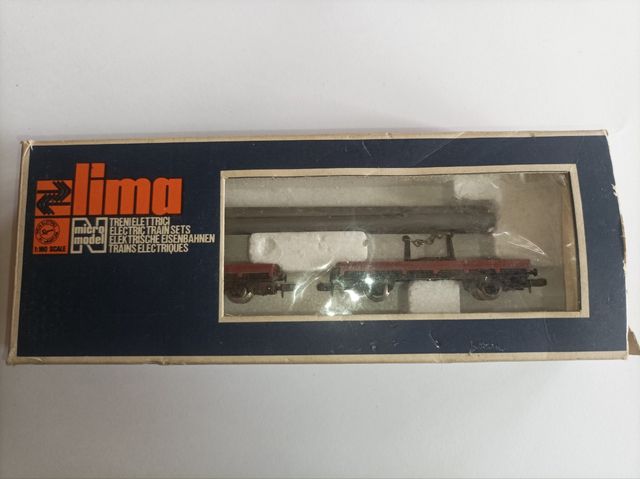 lima
N
micro
model
TRENI ELETTRICI
ELECTRIC TRAIN SETS
ELEKTRISCHE EISENBAHNEN
TRAINS ELECTRIQUES
1:160 SCALE